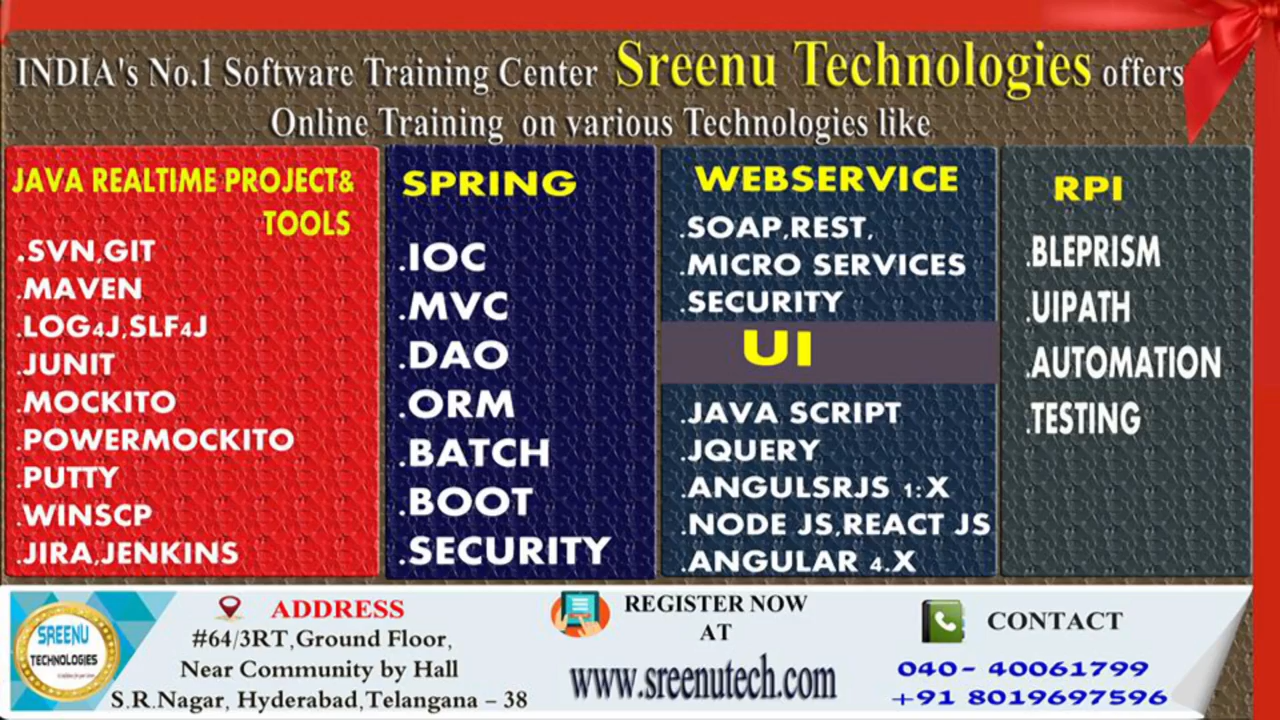 INDIA's No.1 Software Training Center Sreenu Technologies offers
Online Training on various Technologies like
JAVA REALTIME PROJECT&
TOOLS
.SVN,GIT
.MAVEN
.LOG4J,SLF4J
.JUNIT
.MOCKITO
.POWERMOCKITO
.PUTTY
.WINSCP
.JIRA,JENKINS
SPRING
.IOC
.MVC
.DAO
.ORM
.BATCH
.BOOT
.SECURITY
WEBSERVICE
.SOAP,REST,
.MICRO SERVICES
.SECURITY
UI
.JAVA SCRIPT
.JQUERY
.ANGULSRJS 1:X
.NODE JS,REACT JS
.ANGULAR 4.X
RPI
.BLEPRISM
.UIPATH
.AUTOMATION
.TESTING
SREENU
TECHNOLOGIES
ADDRESS
#64/3RT,Ground Floor,
Near Community by Hall
S.R.Nagar, Hyderabad,Telangana – 38
REGISTER NOW
AT
www.sreenutech.com
CONTACT
040- 40061799
+91 8019697596